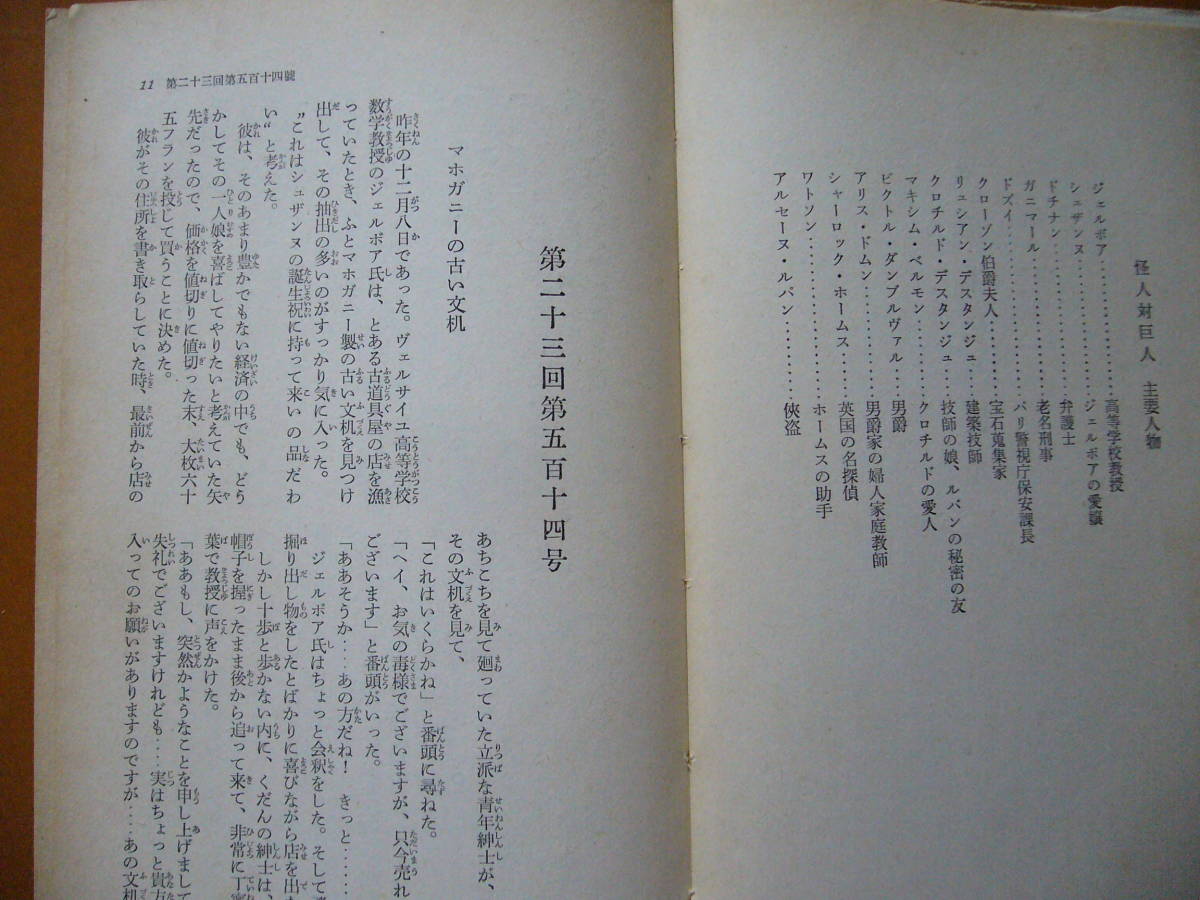 怪人対巨人 主要人物
ジェルボア…………高等学校教授
シュザンヌ…………ジェルボアの愛嬢
ドチナン…………弁護士
ガニマール…………老名刑事
ドズイ…………パリ警視庁保安課長
クローゾン伯爵夫人…………宝石蒐集家
リュシアン・デスタンジュ……建築技師
クロチルド・デスタンジュ……技師の娘、ルパンの秘密の友
マキシム・ベルモン…………クロチルドの愛人
ビクトル・ダンブルヴァル……男爵
アリス・ドムン…………男爵家の婦人家庭教師
シャーロック・ホームス……英国の名探偵
ワトソン…………ホームスの助手
アルセーヌ・ルパン…………俠盗
11 第二十三回第五百十四號
第二十三回第五百十四号
マホガニーの古い文机
昨年の十二月八日であった。ヴェルサイユ高等学校
数学教授のジェルボア氏は、とある古道具屋の店を漁
っていたとき、ふとマホガニー製の古い文机を見つけ
出して、その抽出の多いのがすっかり気に入った。
"これはシュザンヌの誕生祝に持って来いの品だわ
い"と考えた。
彼は、そのあまり豊かでもない経済の中でも、どう
かしてその一人娘を喜ばしてやりたいと考えていた矢
先だったので、価格を値切りに値切った末、大枚六十
五フランを投じて買うことに決めた。
彼がその住所を書き取らしていた時、最前から店の
あちこちを見て廻っていた立派な青年紳士が、
その文机を見て、
「これはいくらかね」と番頭に尋ねた。
「ヘイ、お気の毒様でございますが、只今売れ
ございます」と番頭がいった。
「ああそうか‥‥あの方だね! きっと‥‥
ジェルボア氏はちょっと会釈をした。そして
掘り出し物をしたとばかりに喜びながら店を出
しかし十歩と歩かない内に、くだんの紳士は、
帽子を握ったまま後から追って来て、非常に丁寧
葉で教授に声をかけた。
「ああもし、突然かようなことを申し上げまして
失礼でございますけれども‥‥実はちょっと貴方
入ってのお願いがありますのですが‥‥あの文机